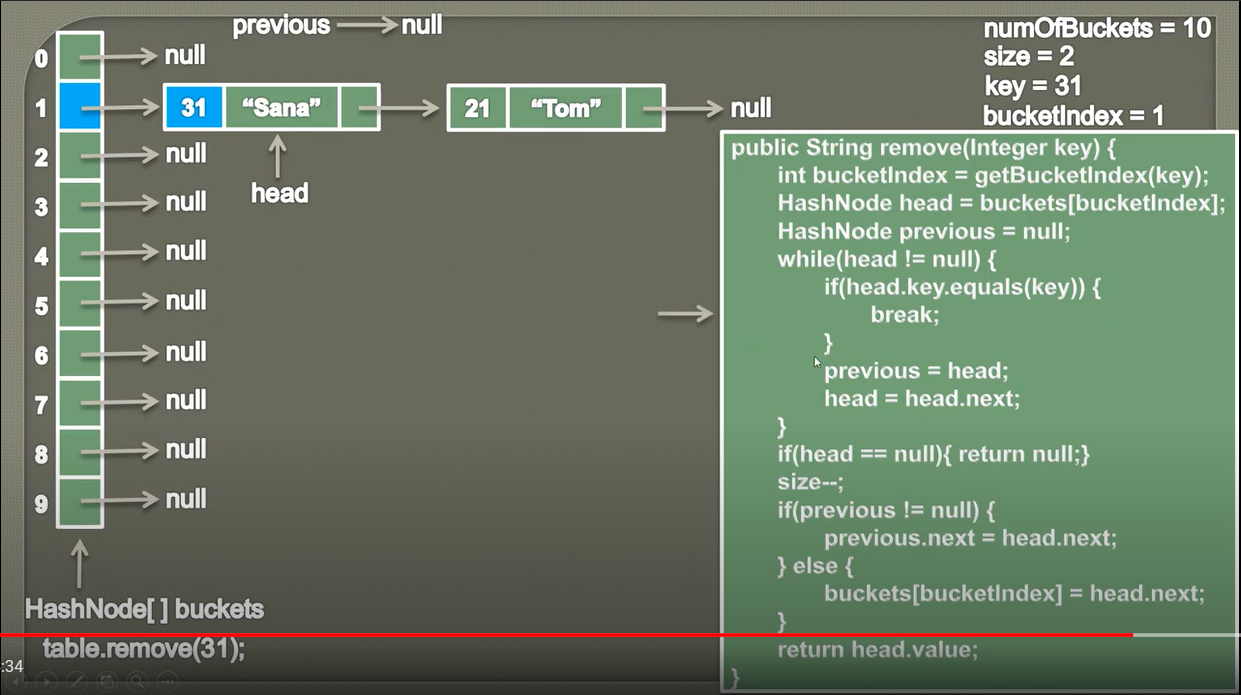 previous null
numOfBuckets = 10
size = 2
key = 31
bucketIndex = 1
0 null
1 31 “Sana” 21 “Tom” null
2 null
head
3 null
4 null
5 null
6 null
7 null
8 null
9 null
HashNode[ ] buckets
table.remove(31);
:34
public String remove(Integer key) {
int bucketIndex = getBucketIndex(key);
HashNode head = buckets[bucketIndex];
HashNode previous = null;
while(head != null) {
if(head.key.equals(key)) {
break;
}
previous = head;
head = head.next;
}
if(head == null){ return null;}
size--;
if(previous != null) {
previous.next = head.next;
} else {
buckets[bucketIndex] = head.next;
}
return head.value;
}